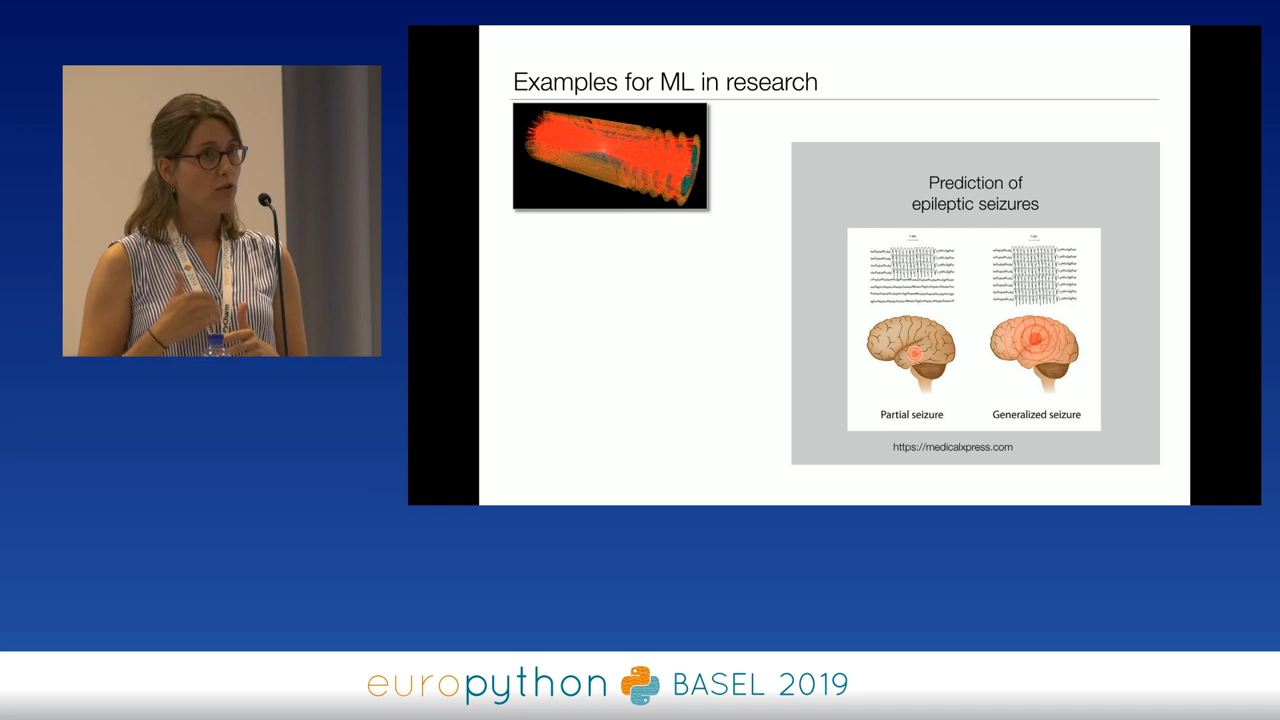 Examples for ML in research
Prediction of
epileptic seizures
Partial seizure
Generalized seizure
https://medicalxpress.com
europython
BASEL 2019